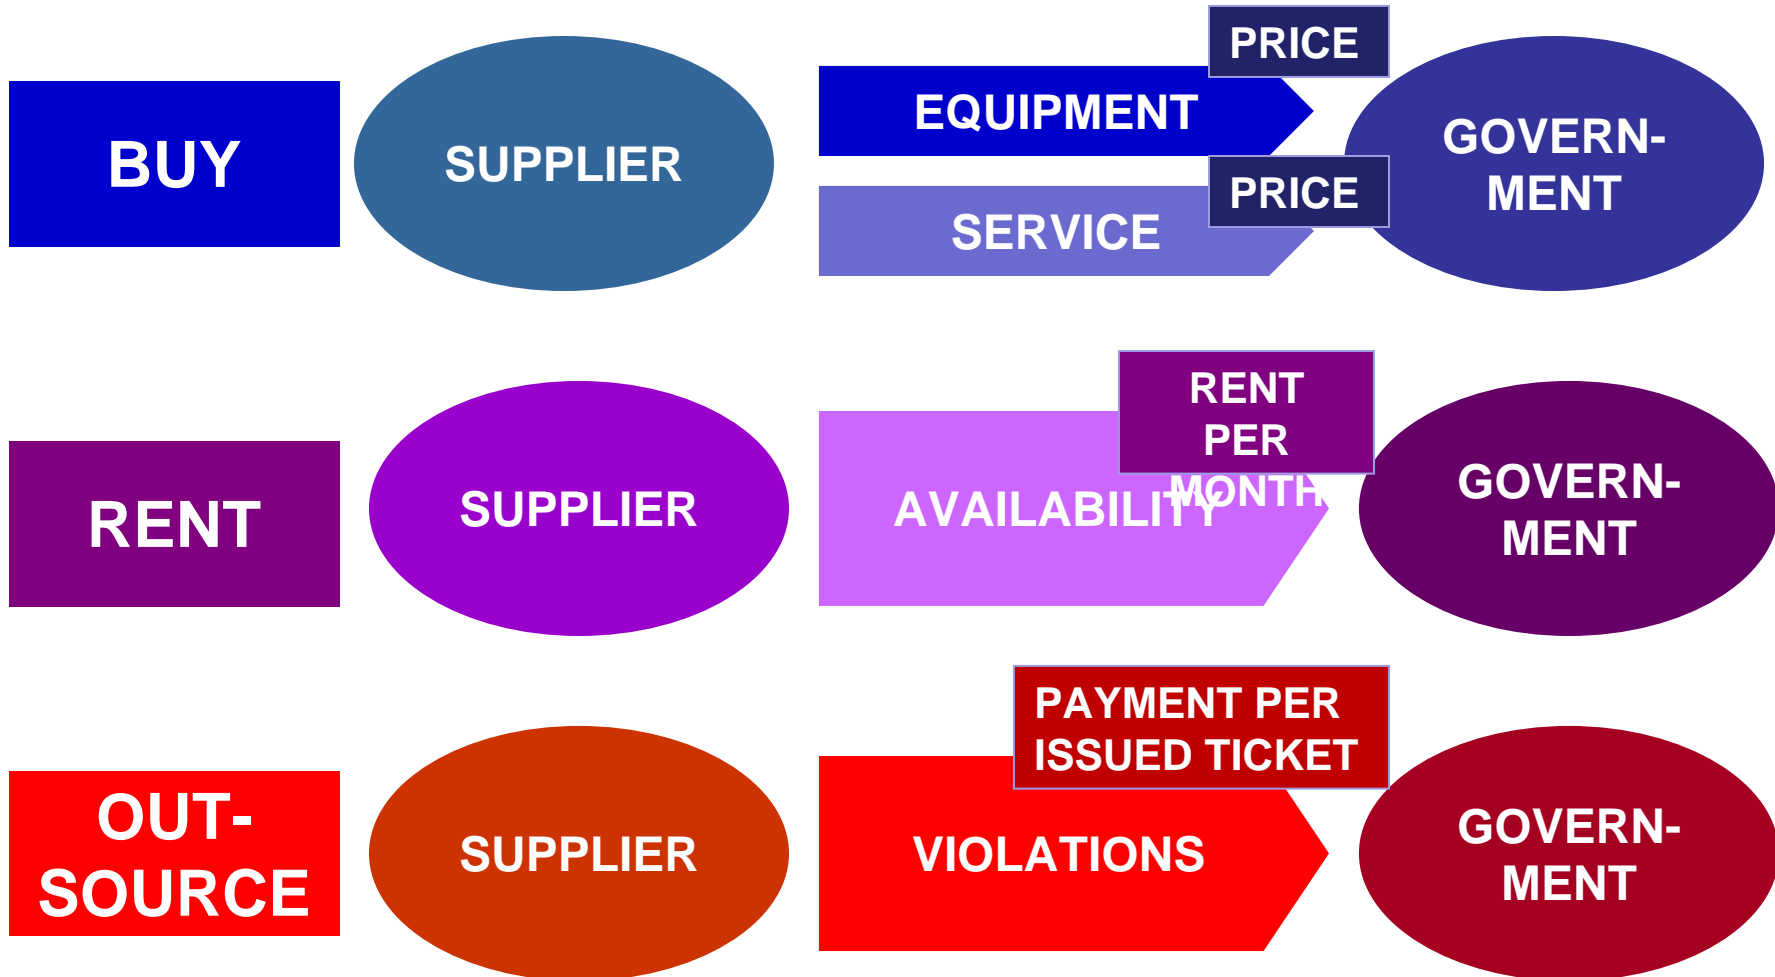 BUY
SUPPLIER
EQUIPMENT
PRICE
SERVICE
PRICE
GOVERN-
MENT
RENT
SUPPLIER
AVAILABILITY
RENT
PER
MONTH
GOVERN-
MENT
OUT-
SOURCE
SUPPLIER
VIOLATIONS
PAYMENT PER
ISSUED TICKET
GOVERN-
MENT